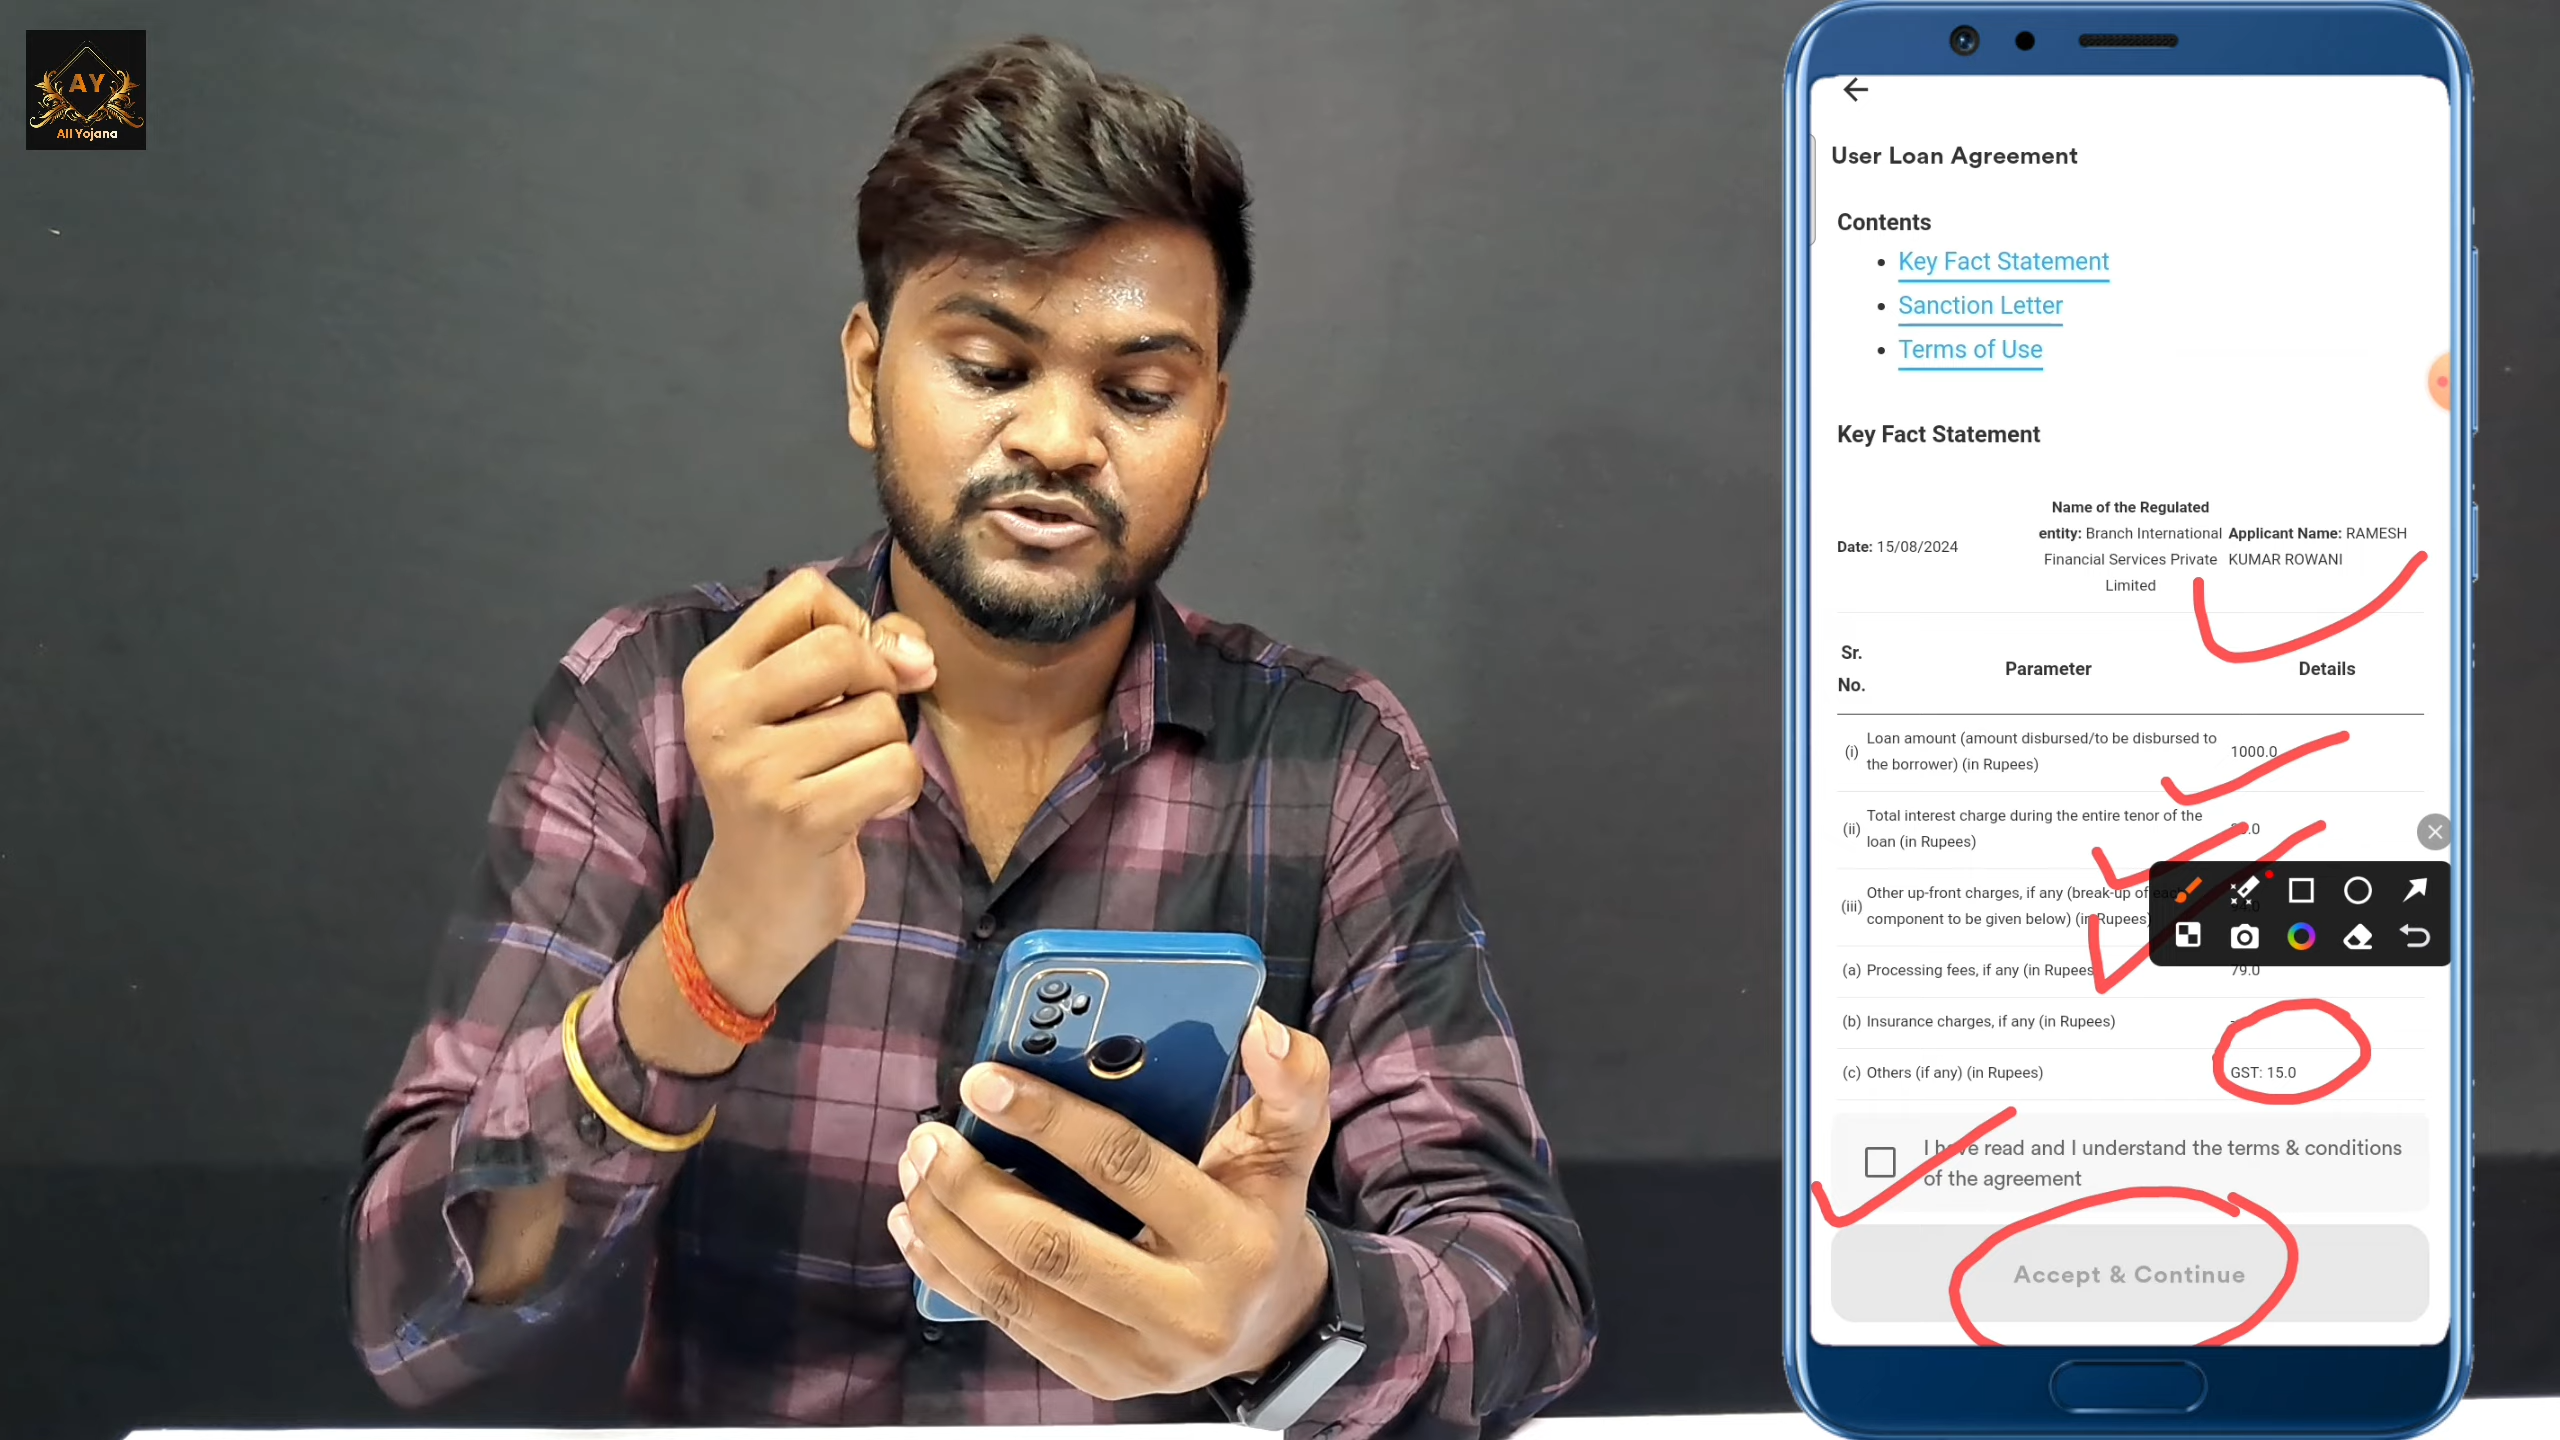 AY
All Yojana
User Loan Agreement
Contents
Key Fact Statement
Sanction Letter
Terms of Use
Key Fact Statement
Date: 15/08/2024
Name of the Regulated
entity: Branch International
Financial Services Private
Limited
Applicant Name: RAMESH
KUMAR ROWANI
Sr.
No.
Parameter
Details
(i)
Loan amount (amount disbursed/to be disbursed to
the borrower) (in Rupees)
1000.0
(ii)
Total interest charge during the entire tenor of the
loan (in Rupees)
(iii)
Other up-front charges, if any (break-up of each
component to be given below) (in Rupees)
(a) Processing fees, if any (in Rupees
79.0
(b) Insurance charges, if any (in Rupees)
(c) Others (if any) (in Rupees)
GST: 15.0
I have read and I understand the terms & conditions
of the agreement
Accept & Continue